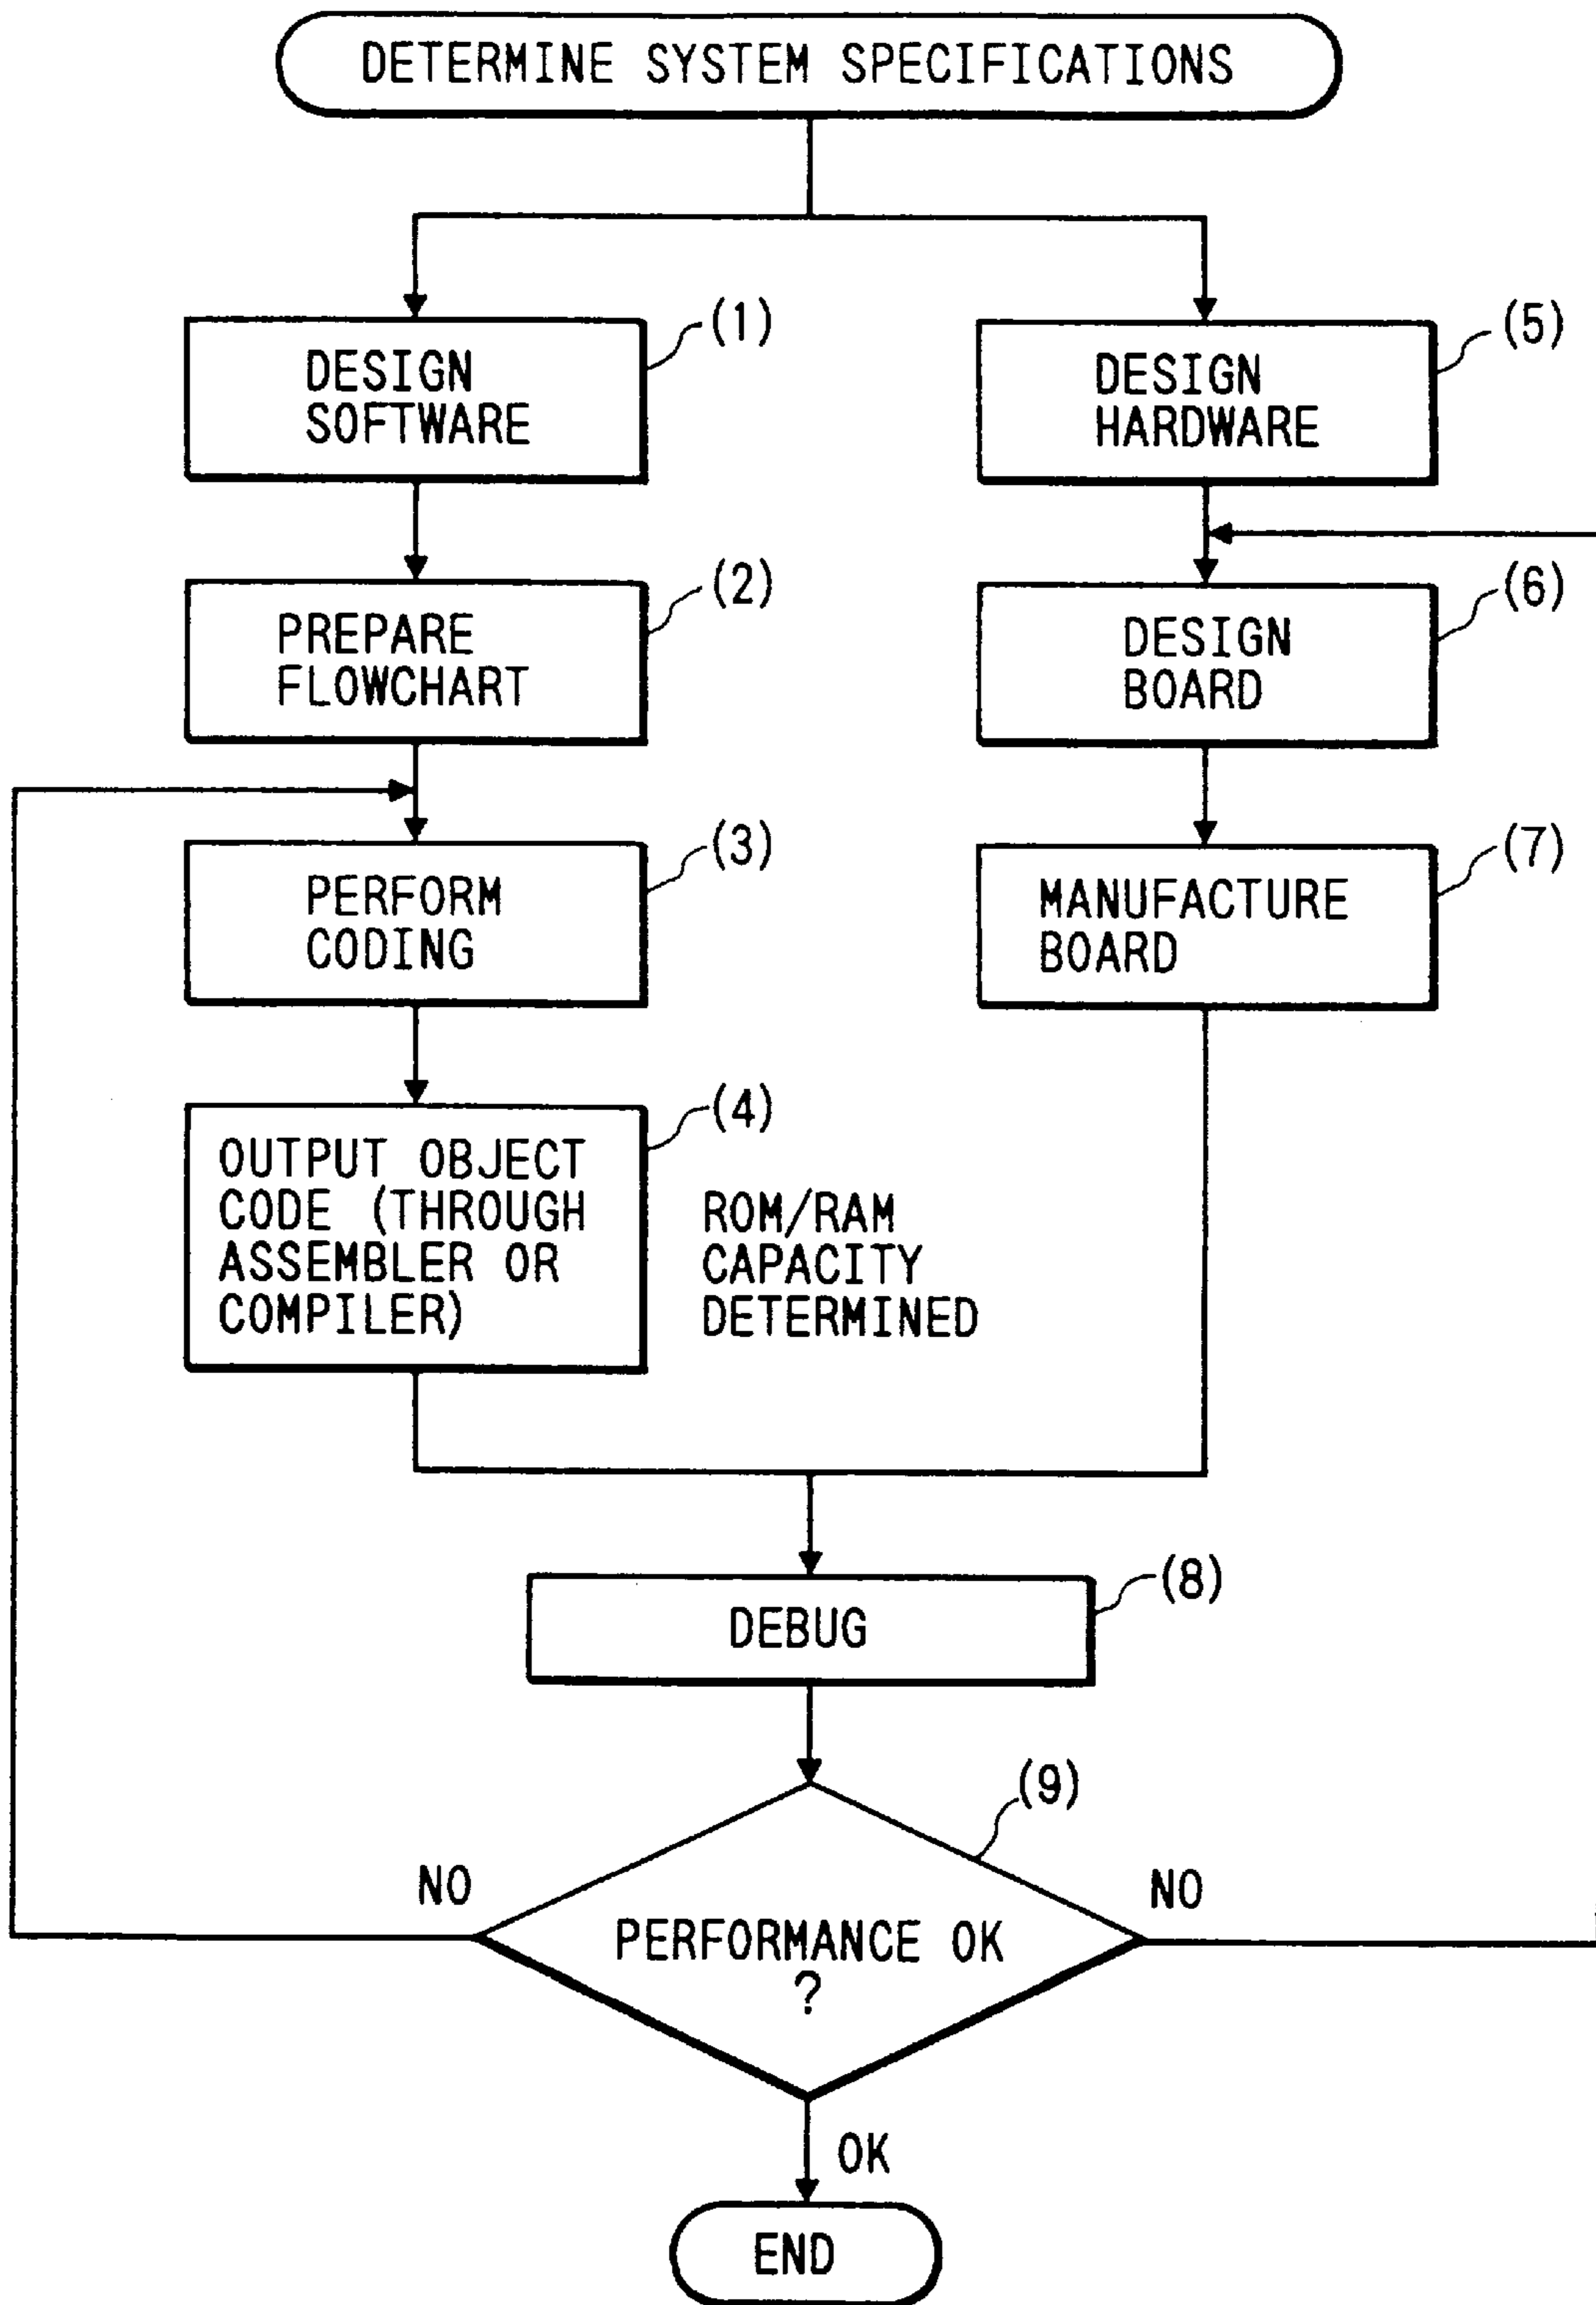 DETERMINE SYSTEM SPECIFICATIONS
(1)
DESIGN
SOFTWARE
(5)
DESIGN
HARDWARE
(2)
PREPARE
FLOWCHART
(6)
DESIGN
BOARD
(3)
PERFORM
CODING
(7)
MANUFACTURE
BOARD
(4)
OUTPUT OBJECT
CODE (THROUGH
ASSEMBLER OR
COMPILER)
ROM/RAM
CAPACITY
DETERMINED
(8)
DEBUG
(9)
NO
NO
PERFORMANCE OK
?
OK
END